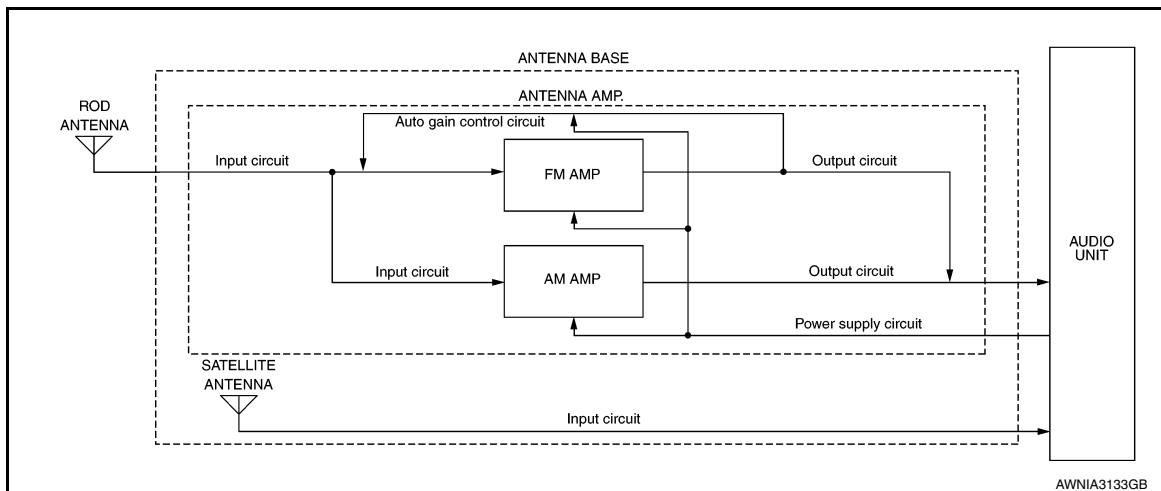 ANTENNA BASE
ANTENNA AMP.
ROD
ANTENNA
Auto gain control circuit
Input circuit
FM AMP
Output circuit
AUDIO
UNIT
Input circuit
AM AMP
Output circuit
Power supply circuit
SATELLITE
ANTENNA
Input circuit
AWNIA3133GB